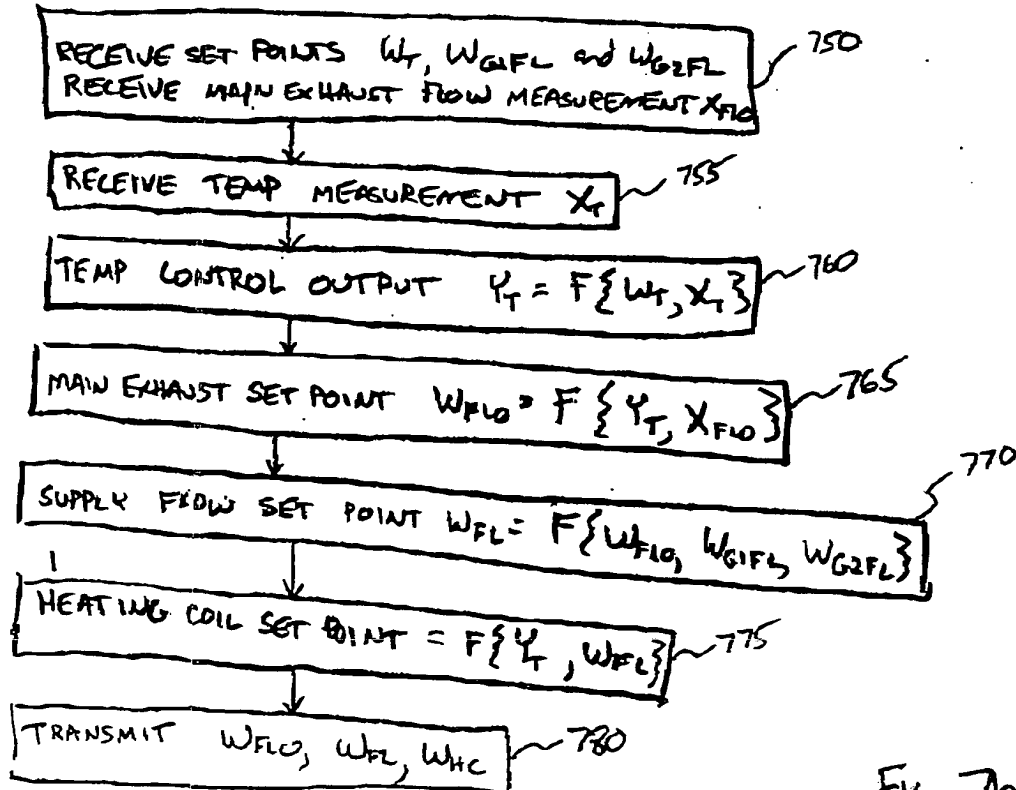 RECEIVE SET POINTS W_T, W_G1FL and W_G2FL
RECEIVE MAIN EXHAUST FLOW MEASUREMENT X_FLO
750
RECEIVE TEMP MEASUREMENT X_T
755
TEMP CONTROL OUTPUT Y_T = F{W_T, X_T}
760
MAIN EXHAUST SET POINT W_FLO = F{Y_T, X_FLO}
765
SUPPLY FLOW SET POINT W_FL = F{W_FLO, W_G1FL, W_G2FL}
770
HEATING COIL SET POINT = F{Y_T, W_FL}
775
TRANSMIT W_FLO, W_FL, W_HC
780